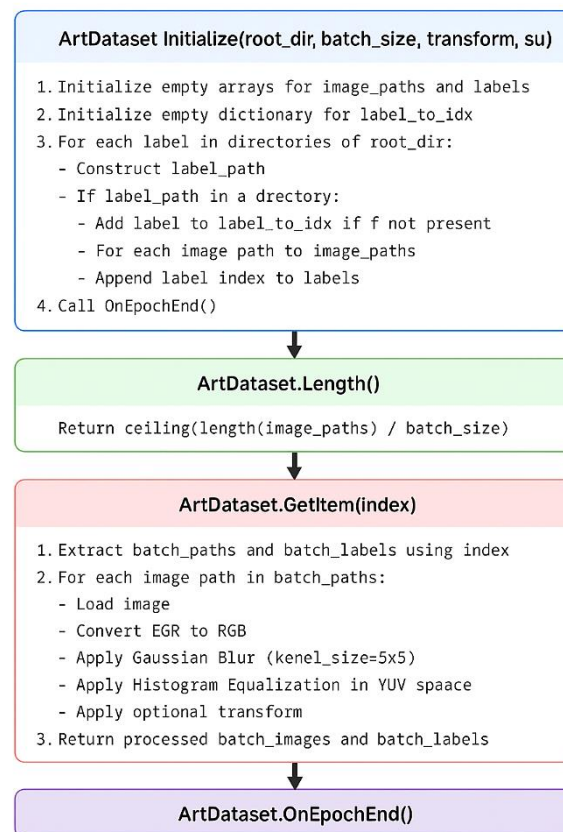 ArtDataset Initialize(root_dir, batch_size, transform, su)
1. Initialize empty arrays for image_paths and labels
2. Initialize empty dictionary for label_to_idx
3. For each label in directories of root_dir:
- Construct label_path
- If label_path in a drectory:
- Add label to label_to_idx if f not present
- For each image path to image_paths
- Append label index to labels
4. Call OnEpochEnd()
ArtDataset.Length()
Return ceiling(length(image_paths) / batch_size)
ArtDataset.GetItem(index)
1. Extract batch_paths and batch_labels using index
2. For each image path in batch_paths:
- Load image
- Convert EGR to RGB
- Apply Gaussian Blur (kenel_size=5x5)
- Apply Histogram Equalization in YUV spaace
- Apply optional transform
3. Return processed batch_images and batch_labels
ArtDataset.OnEpochEnd()